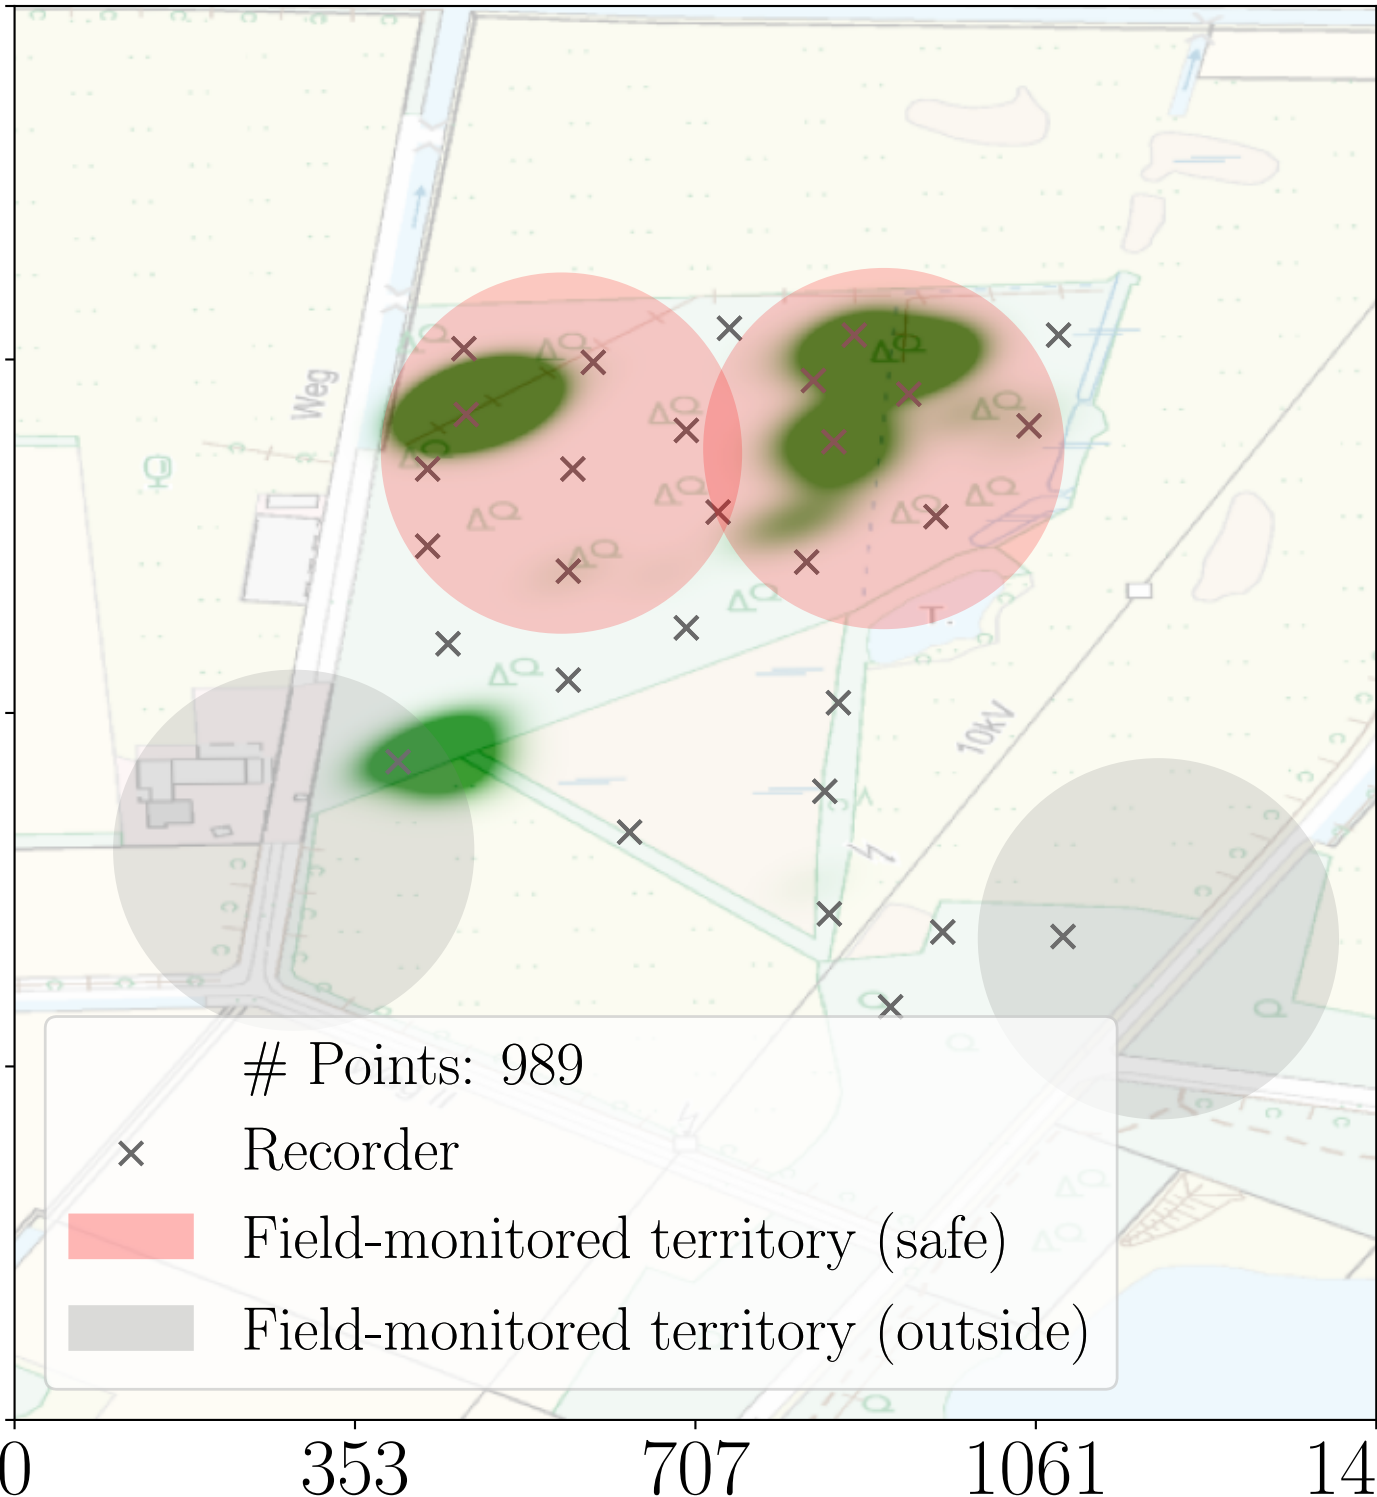 Weg
T.
10kV
# Points: 989
Recorder
Field-monitored territory (safe)
Field-monitored territory (outside)
0 353 707 1061 14